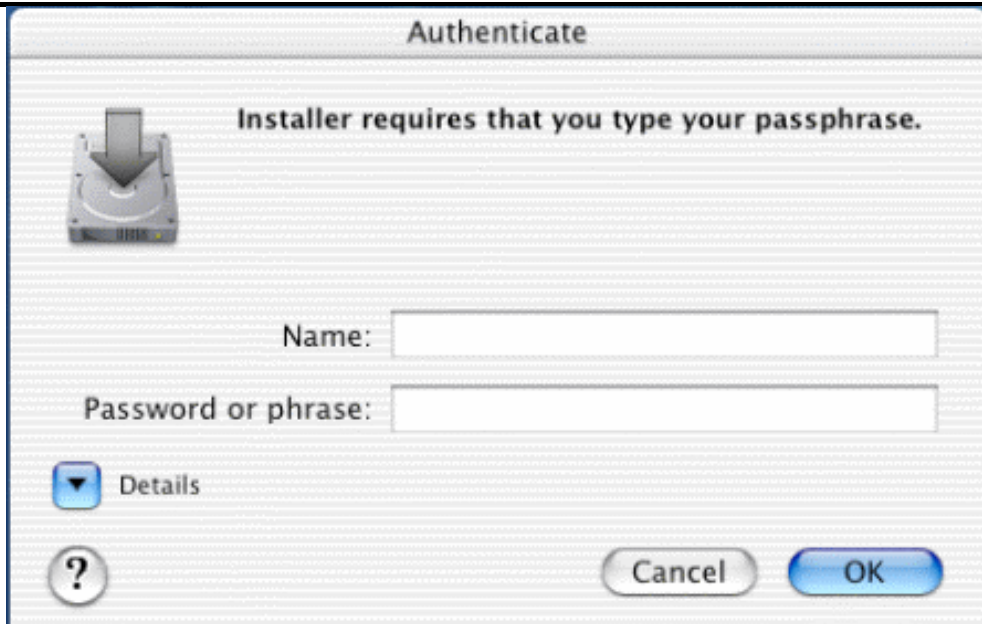 Authenticate
Installer requires that you type your passphrase.
Name:
Password or phrase:
Details
?
Cancel
OK